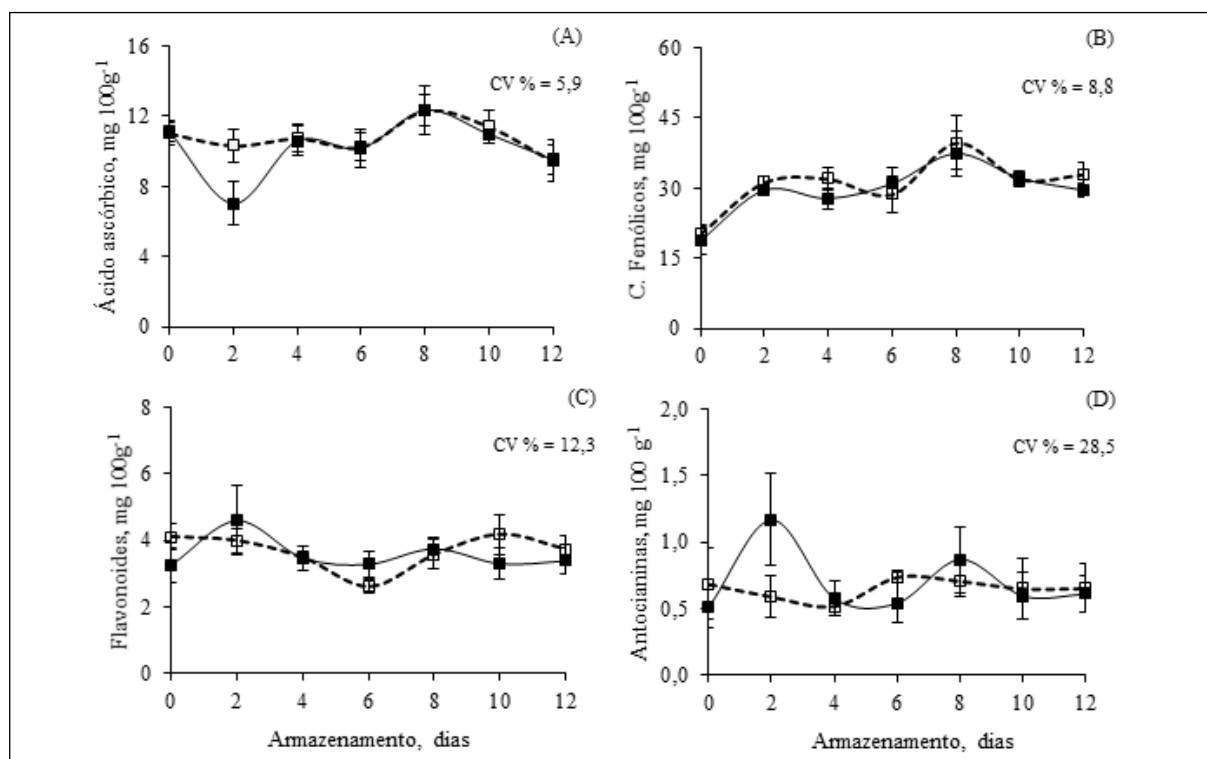 (A)
CV % = 5,9
Ácido ascórbico, mg 100g-1
16
12
8
4
0
0 2 4 6 8 10 12
(B)
CV % = 8,8
C. Fenólicos, mg 100g-1
60
45
30
15
0
0 2 4 6 8 10 12
(C)
CV % = 12,3
Flavonoides, mg 100g-1
8
6
4
2
0
0 2 4 6 8 10 12
Armazenamento, dias
(D)
CV % = 28,5
Antocianinas, mg 100 g-1
2,0
1,5
1,0
0,5
0,0
0 2 4 6 8 10 12
Armazenamento, dias